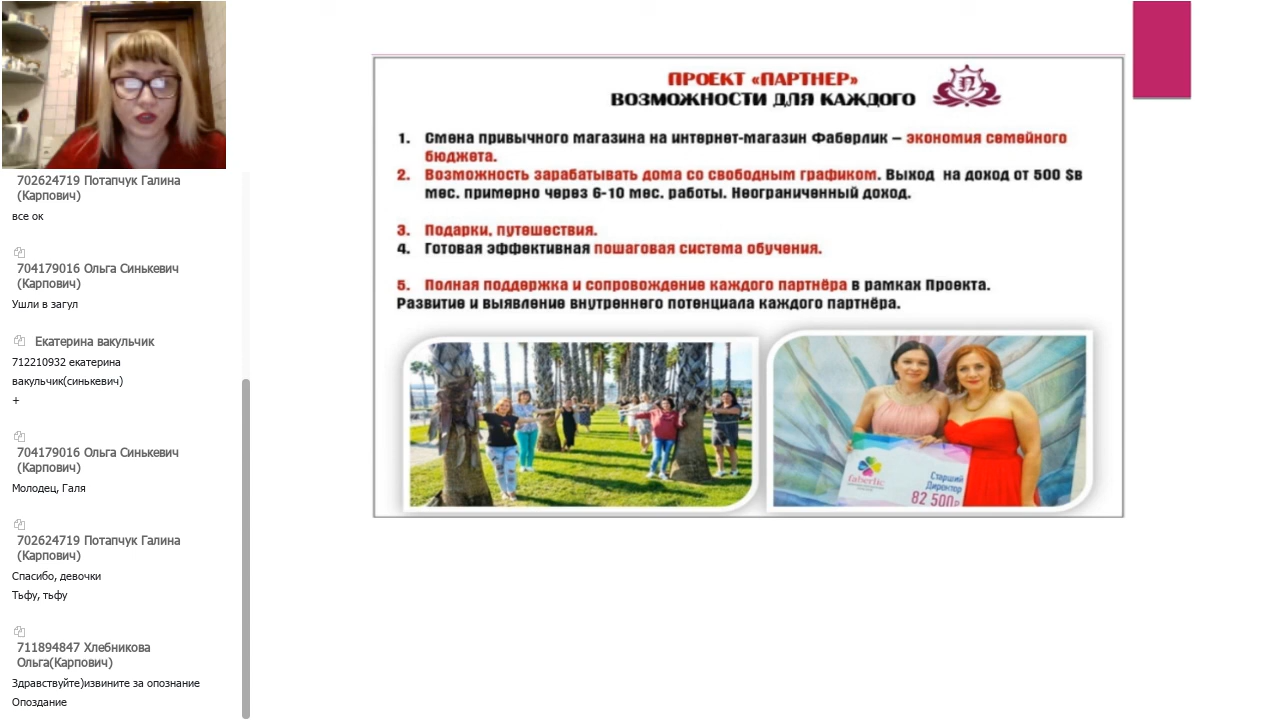 702624719 Потапчук Галина
(Карпович)
все ок
704179016 Ольга Синькевич
(Карпович)
Ушли в загул
Екатерина вакульчик
712210932 екатерина
вакульчик(синькевич)
+
704179016 Ольга Синькевич
(Карпович)
Молодец, Галя
702624719 Потапчук Галина
(Карпович)
Спасибо, девочки
Тьфу, тьфу
711894847 Хлебникова
Ольга(Карпович)
Здравствуйте)извините за опознание
Опоздание
ПРОЕКТ «ПАРТНЕР»
ВОЗМОЖНОСТИ ДЛЯ КАЖДОГО
П
1. Смена привычного магазина на интернет-магазин Фаберлик – экономия семейного
бюджета.
2. Возможность зарабатывать дома со свободным графиком. Выход на доход от 500 $в
мес. примерно через 6-10 мес. работы. Неограниченный доход.
3. Подарки, путешествия.
4. Готовая эффективная пошаговая система обучения.
5. Полная поддержка и сопровождение каждого партнёра в рамках Проекта.
Развитие и выявление внутреннего потенциала каждого партнёра.
faberlic
Старший
Директор
82 500р